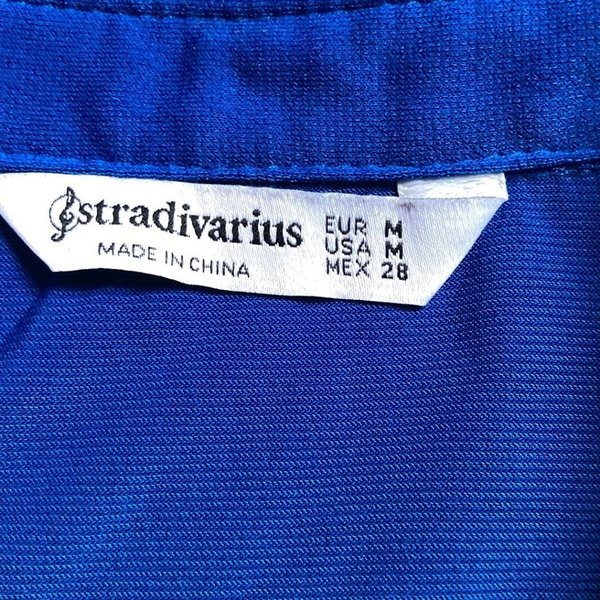 stradivarius
MADE IN CHINA
EUR M
USA M
MEX 28